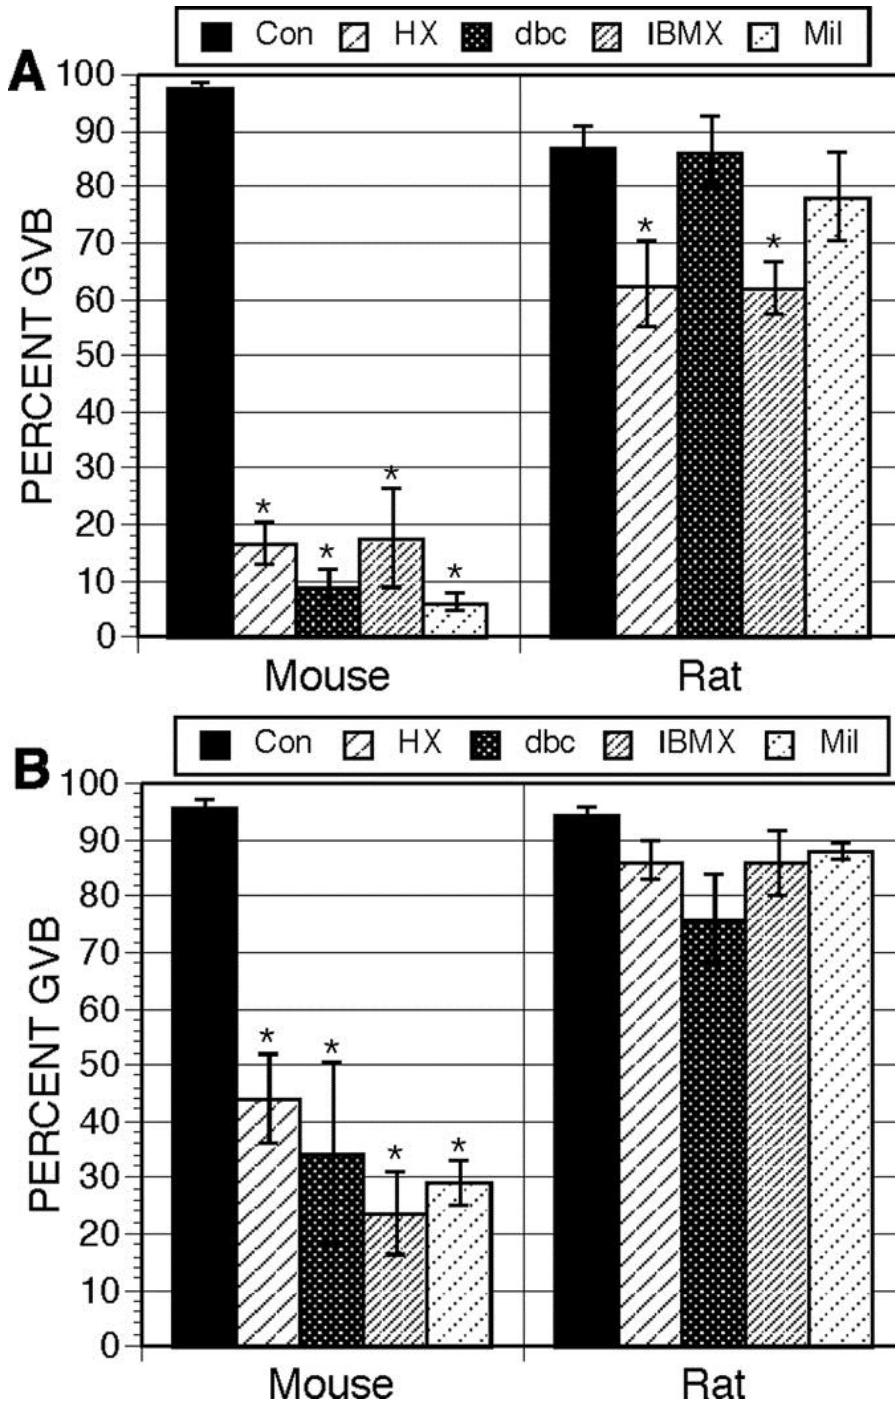 Con HX dbc IBMX Mil
A
100
90
80
70
60
50
40
30
20
10
0
PERCENT GVB
* * * *
* *
Mouse Rat
Con HX dbc IBMX Mil
B
100
90
80
70
60
50
40
30
20
10
0
PERCENT GVB
* * * *
Mouse Rat